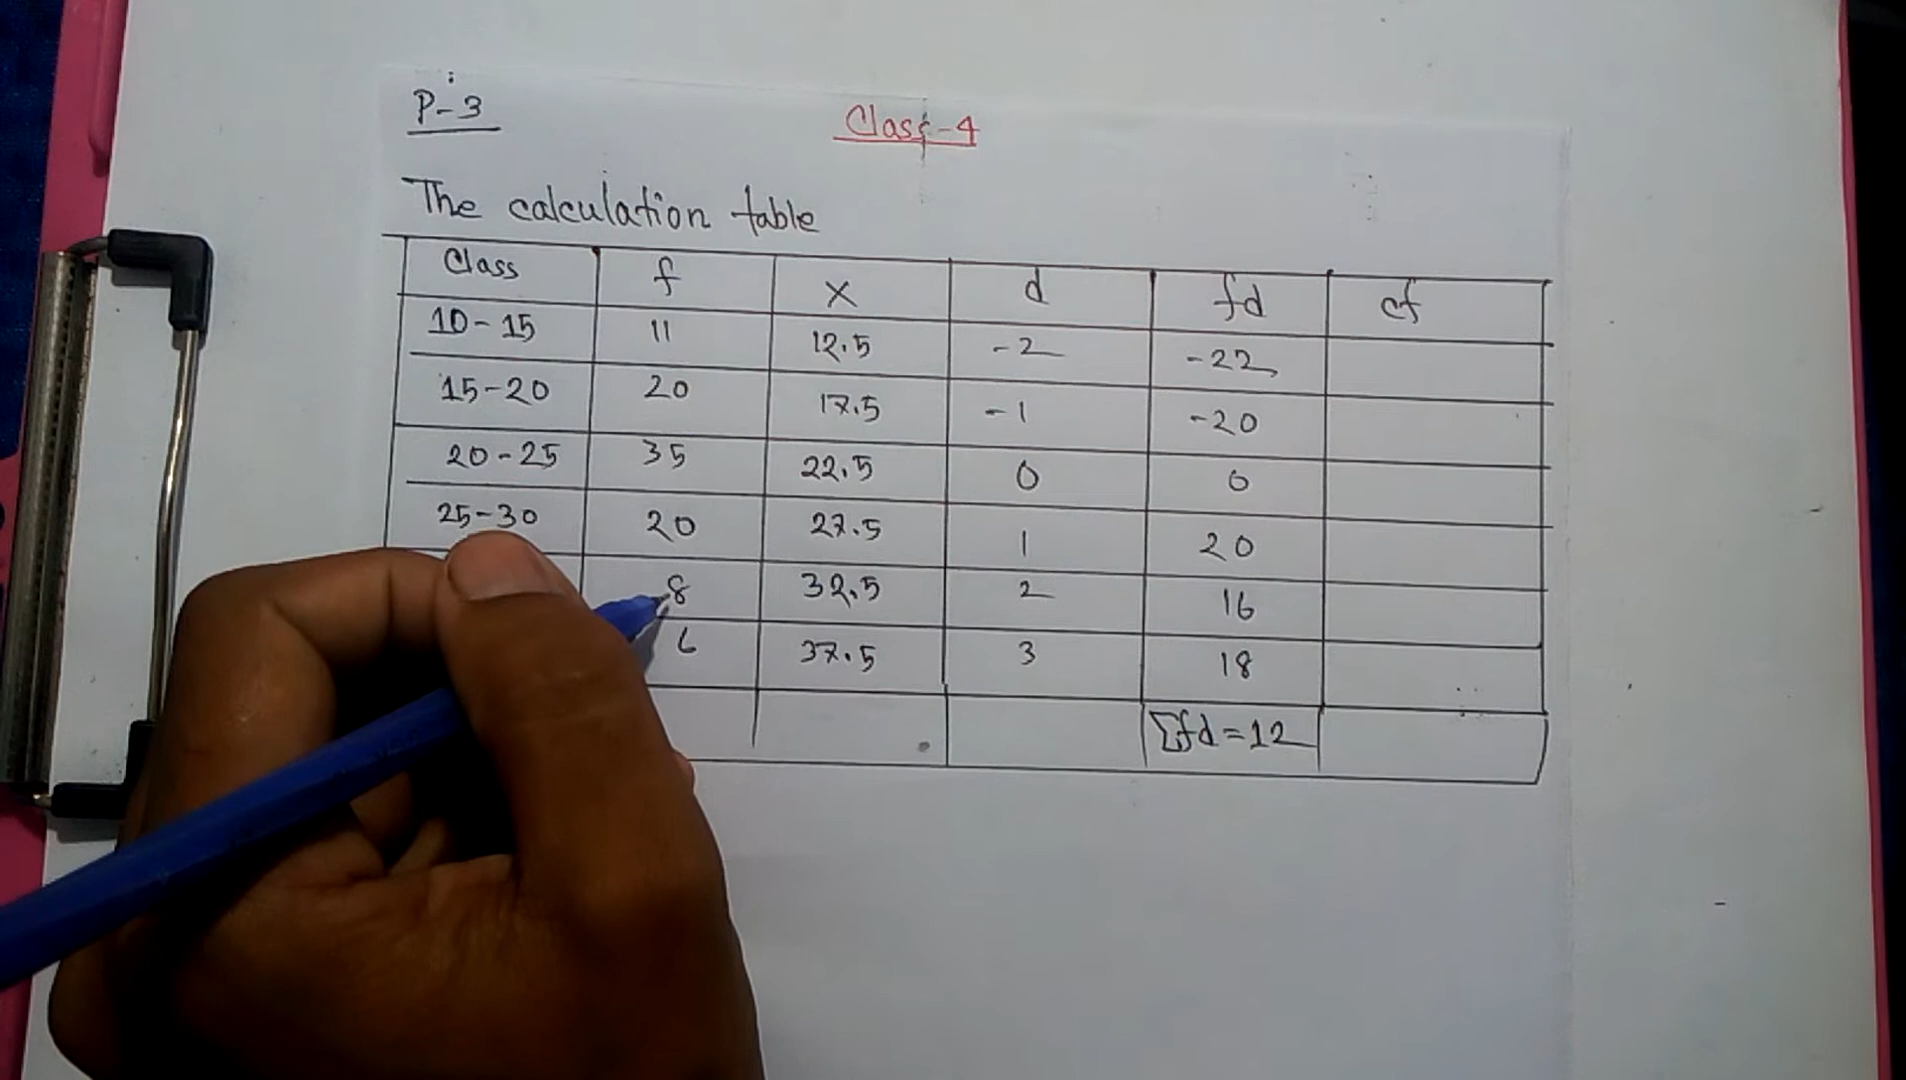 P-3
Class-4
The calculation table
Class f X d fd cf
10-15 11 12.5 -2 -22
15-20 20 17.5 -1 -20
20-25 35 22.5 0 0
25-30 20 27.5 1 20
8 32.5 2 16
6 37.5 3 18
Σfd=12